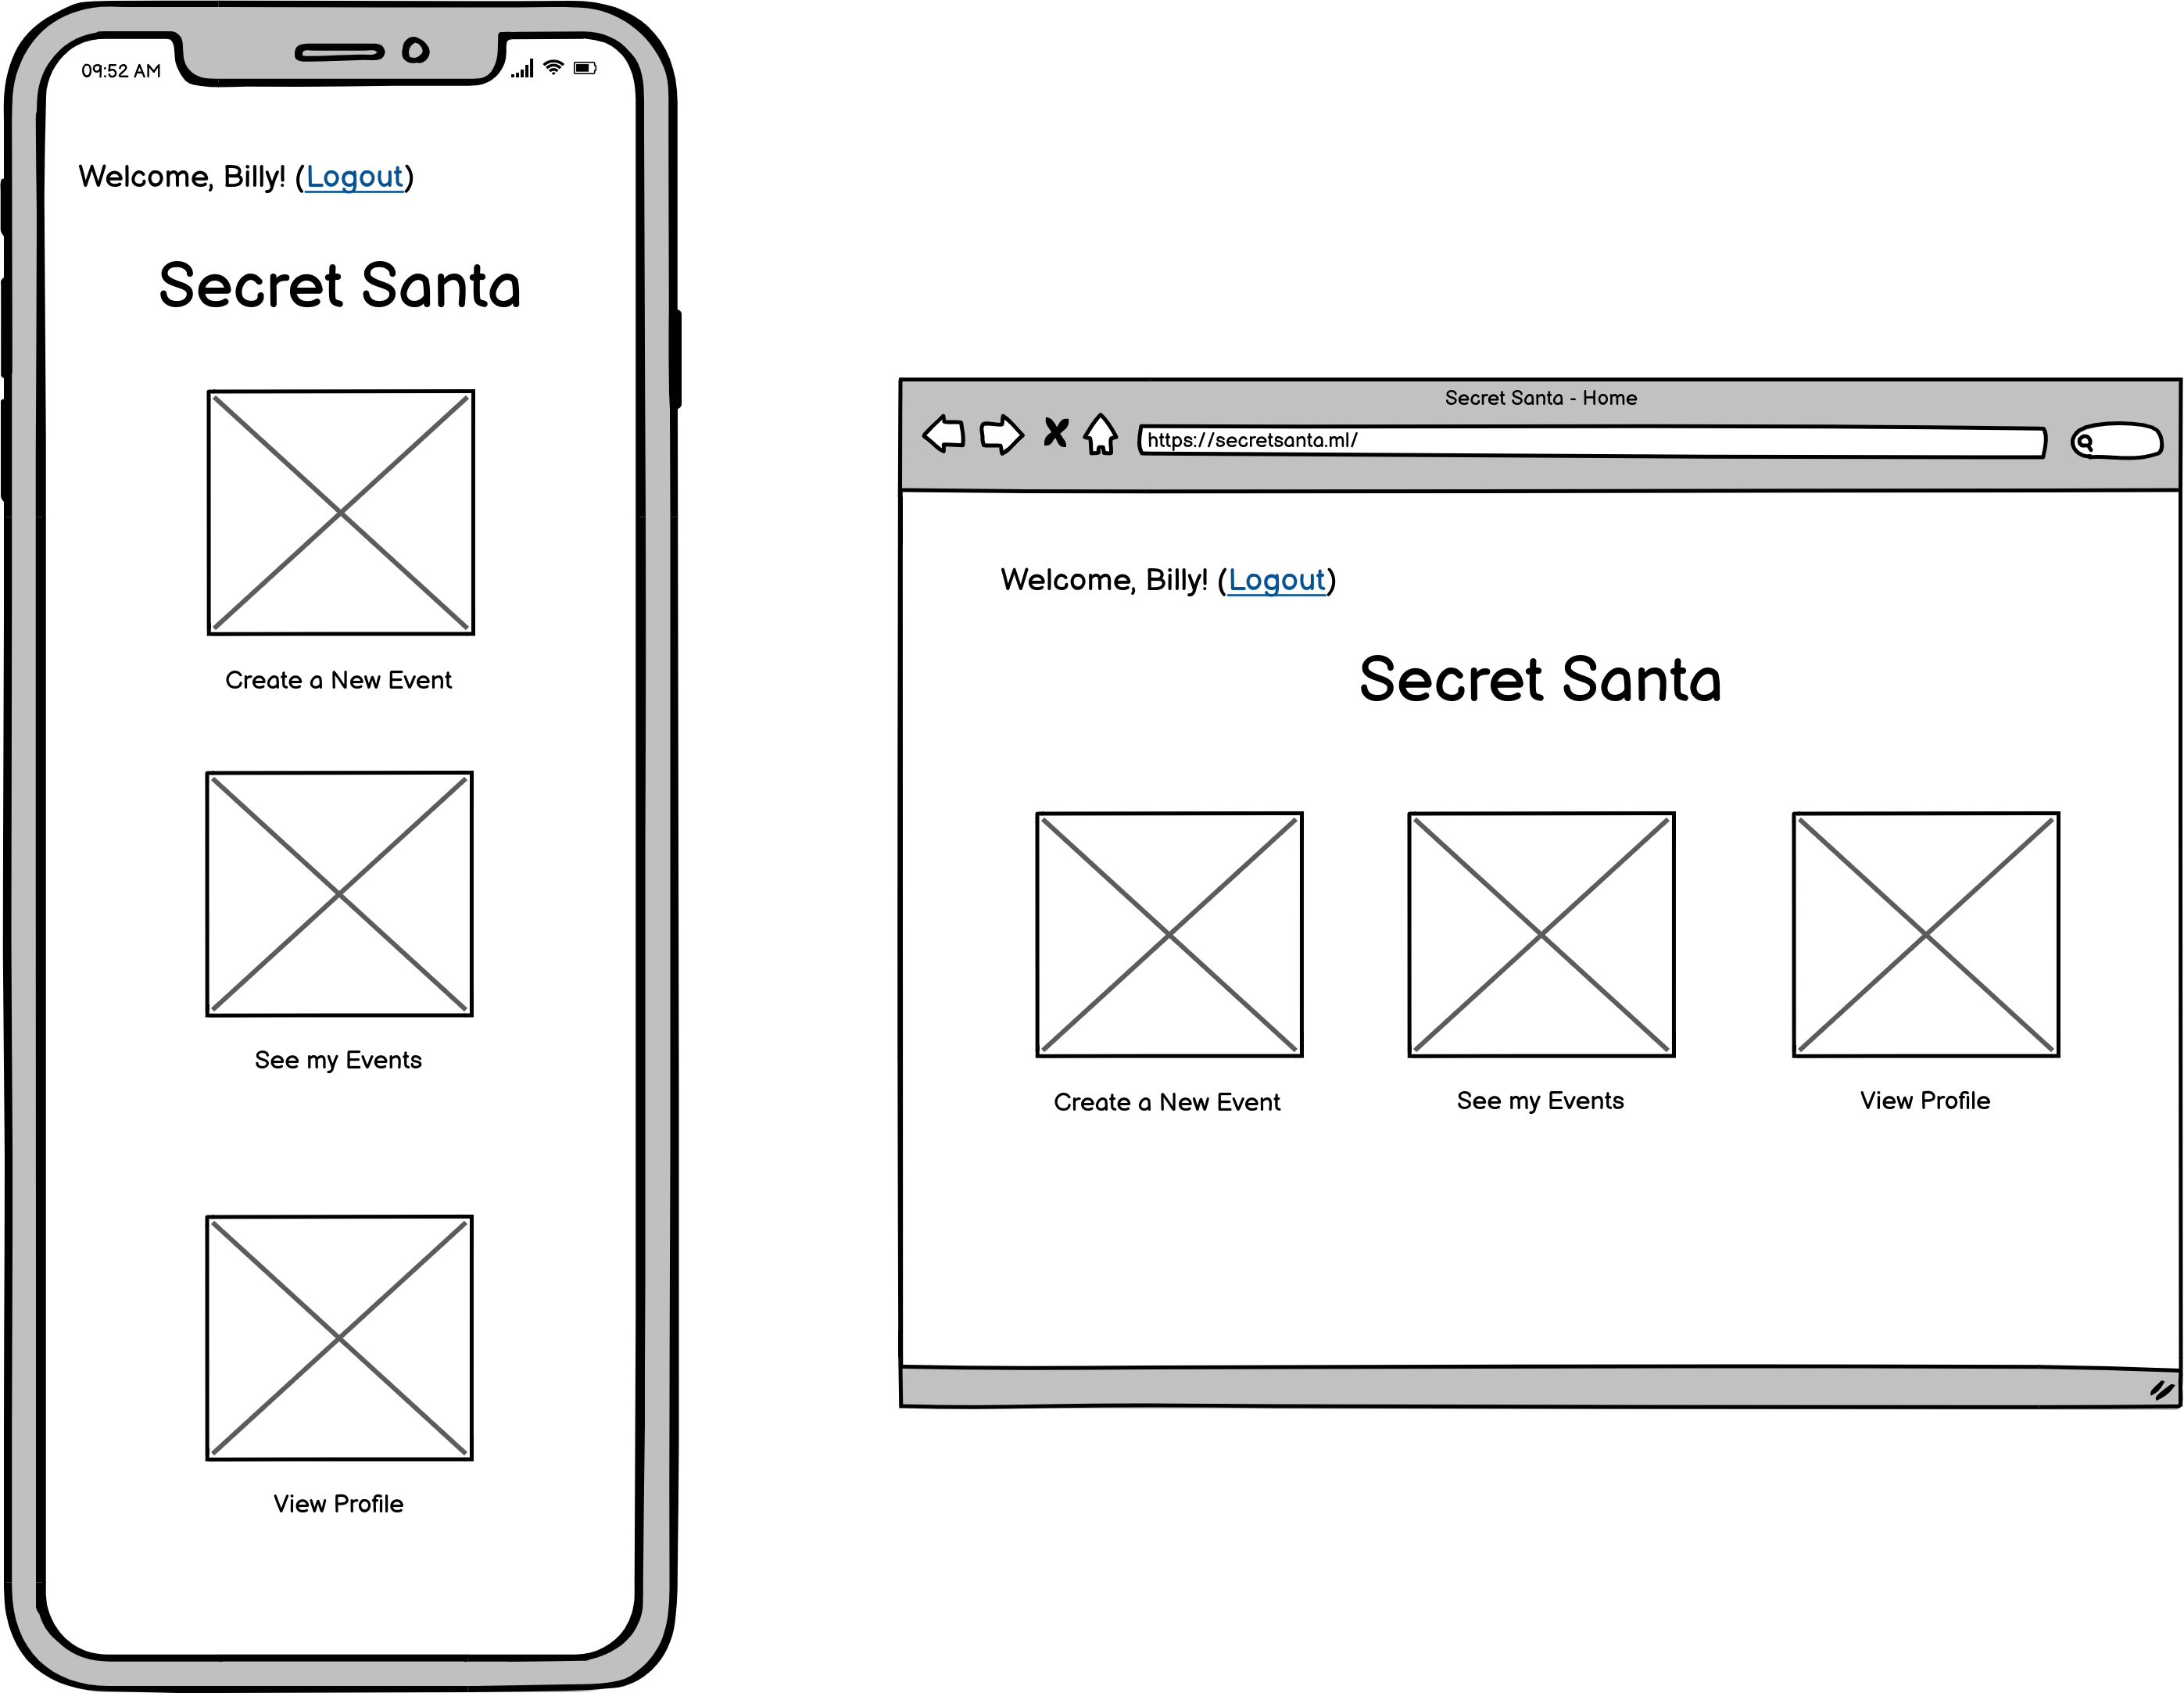 09:52 AM
Welcome, Billy! (Logout)
Secret Santa
Create a New Event
See my Events
View Profile
Secret Santa - Home
https://secretsanta.ml/
Welcome, Billy! (Logout)
Secret Santa
Create a New Event
See my Events
View Profile